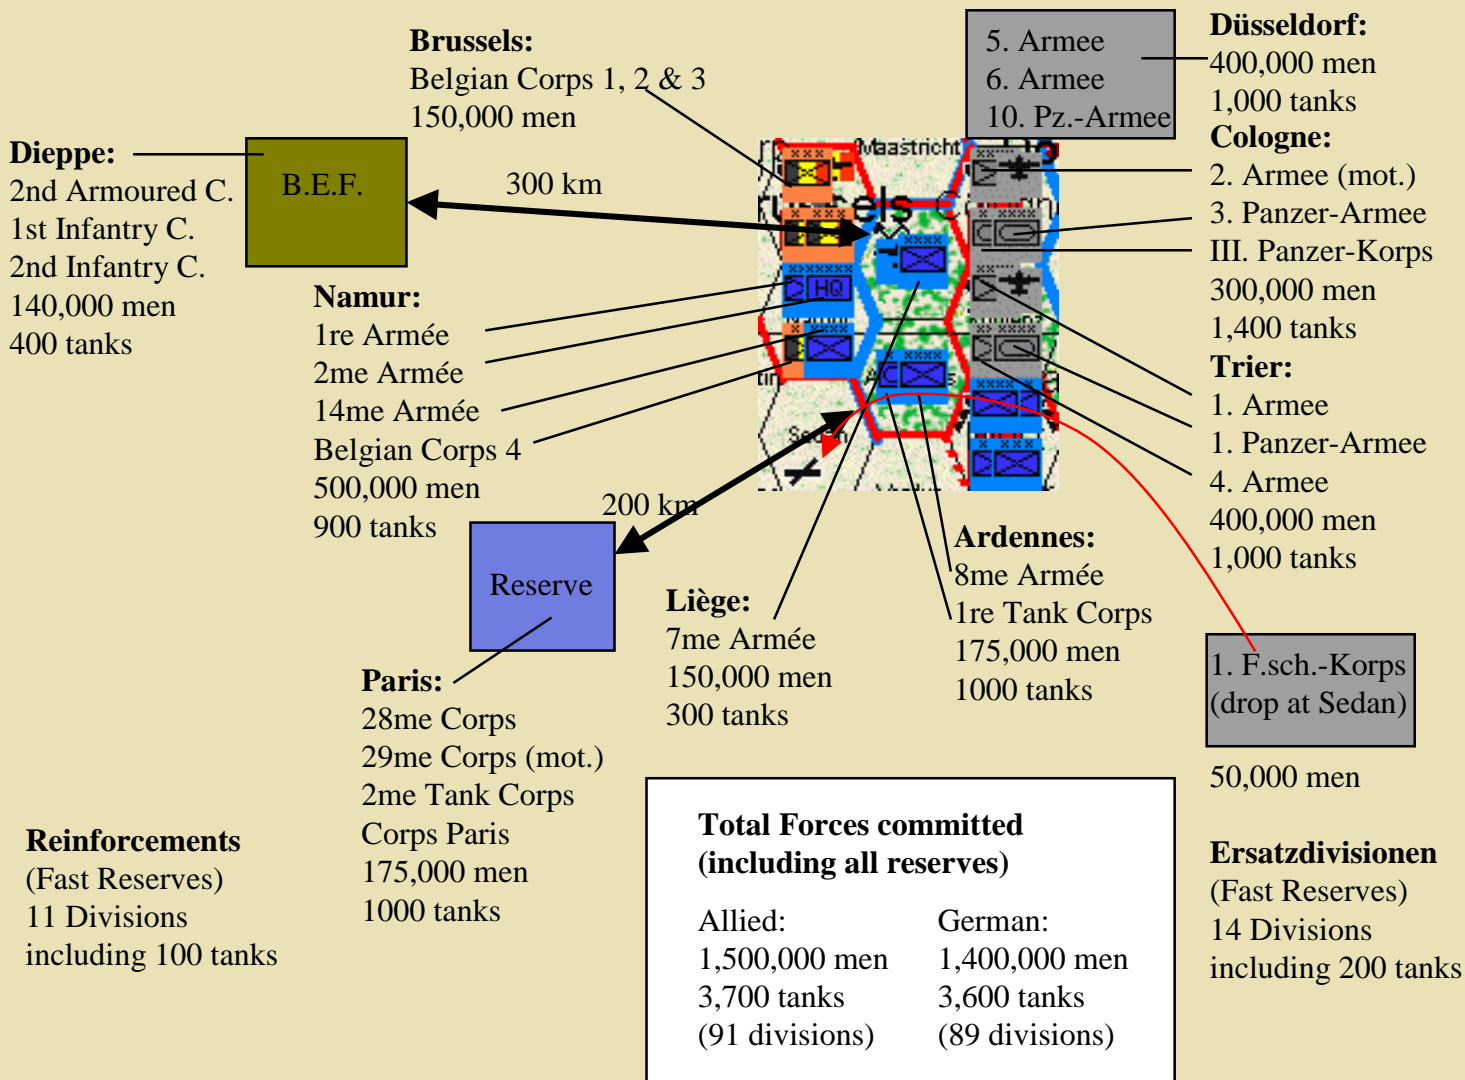 Brussels:
Belgian Corps 1, 2 & 3
150,000 men
5. Armee
6. Armee
10. Pz.-Armee
Düsseldorf:
400,000 men
1,000 tanks
Cologne:
2. Armee (mot.)
3. Panzer-Armee
III. Panzer-Korps
300,000 men
1,400 tanks
Trier:
1. Armee
1. Panzer-Armee
4. Armee
400,000 men
1,000 tanks
Dieppe:
2nd Armoured C.
1st Infantry C.
2nd Infantry C.
140,000 men
400 tanks
B.E.F.
300 km
Maastricht
HQ
Namur:
1re Armée
2me Armée
14me Armée
Belgian Corps 4
500,000 men
900 tanks
200 km
Reserve
Paris:
28me Corps
29me Corps (mot.)
2me Tank Corps
Corps Paris
175,000 men
1000 tanks
Liège:
7me Armée
150,000 men
300 tanks
Ardennes:
8me Armée
1re Tank Corps
175,000 men
1000 tanks
1. F.sch.-Korps
(drop at Sedan)
50,000 men
Reinforcements
(Fast Reserves)
11 Divisions
including 100 tanks
Total Forces committed
(including all reserves)
Allied:
1,500,000 men
3,700 tanks
(91 divisions)
German:
1,400,000 men
3,600 tanks
(89 divisions)
Ersatzdivisionen
(Fast Reserves)
14 Divisions
including 200 tanks